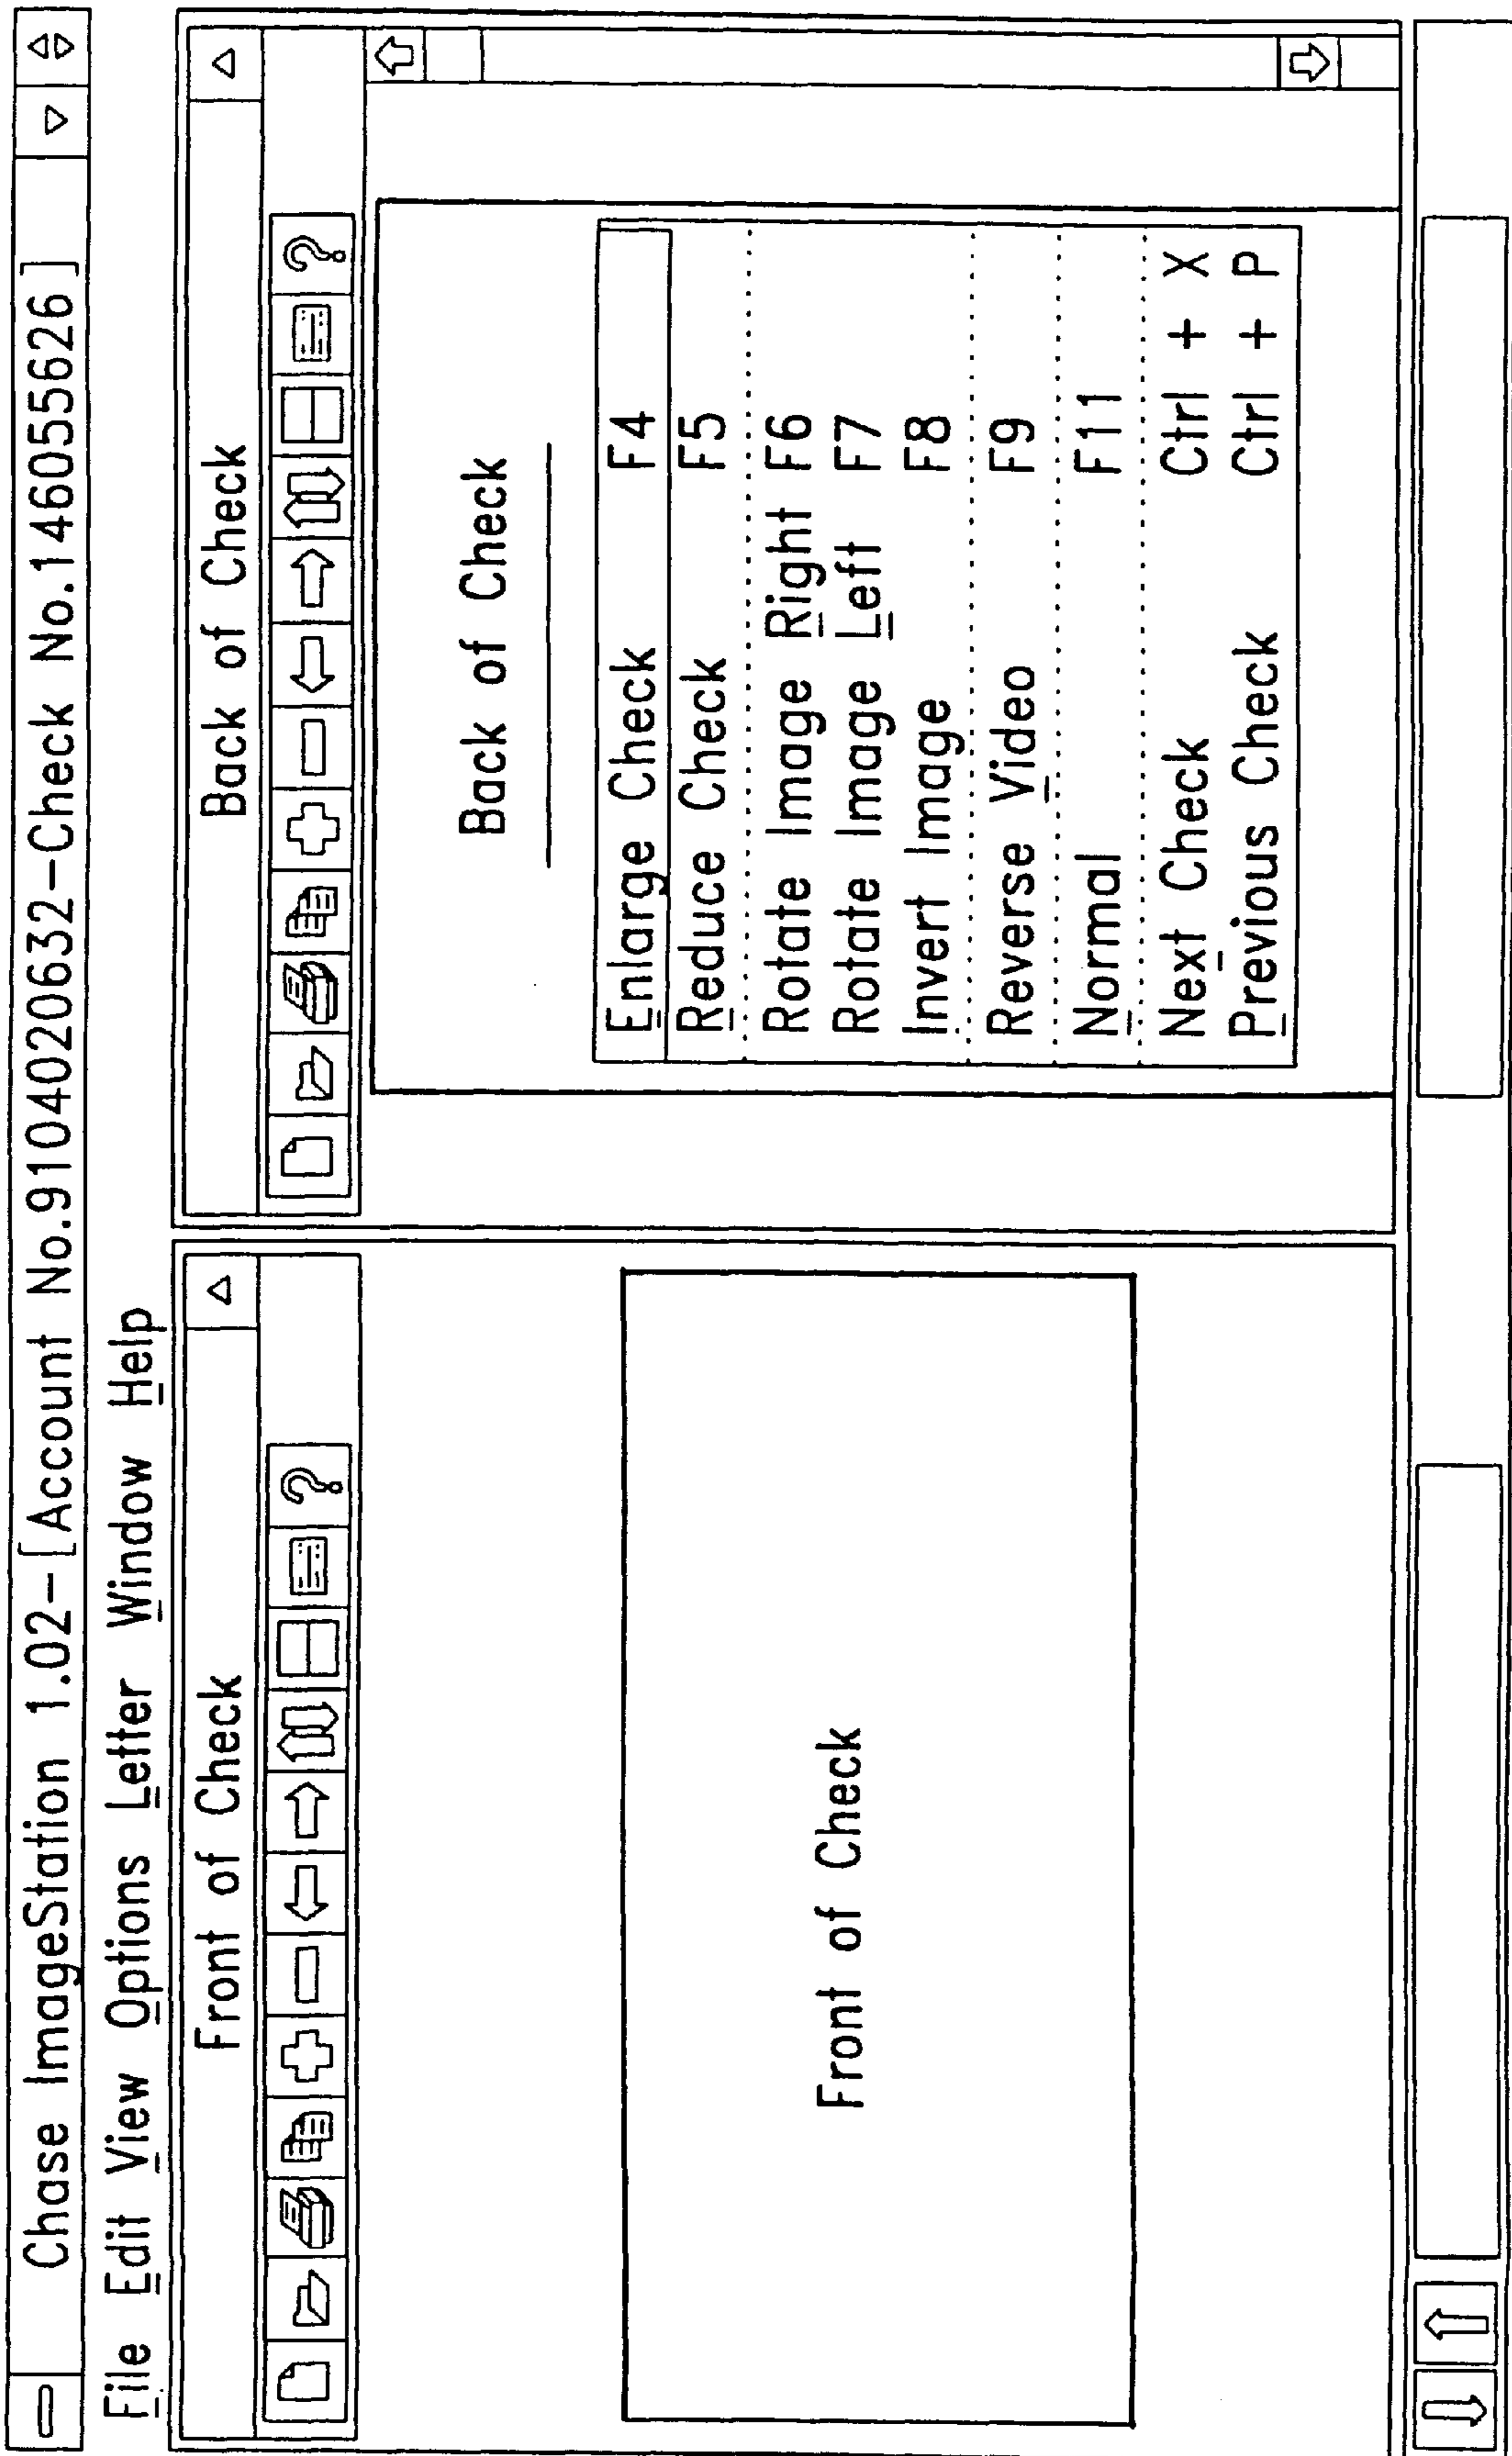 Chase ImageStation 1.02-[Account No.9104020632-Check No.146055626]
File Edit View Options Letter Window Help
Front of Check
?
Front of Check
Back of Check
?
Back of Check
Enlarge Check F4
Reduce Check F5
Rotate Image Right F6
Rotate Image Left F7
Invert Image F8
Reverse Video F9
Normal F11
Next Check Ctrl + X
Previous Check Ctrl + P